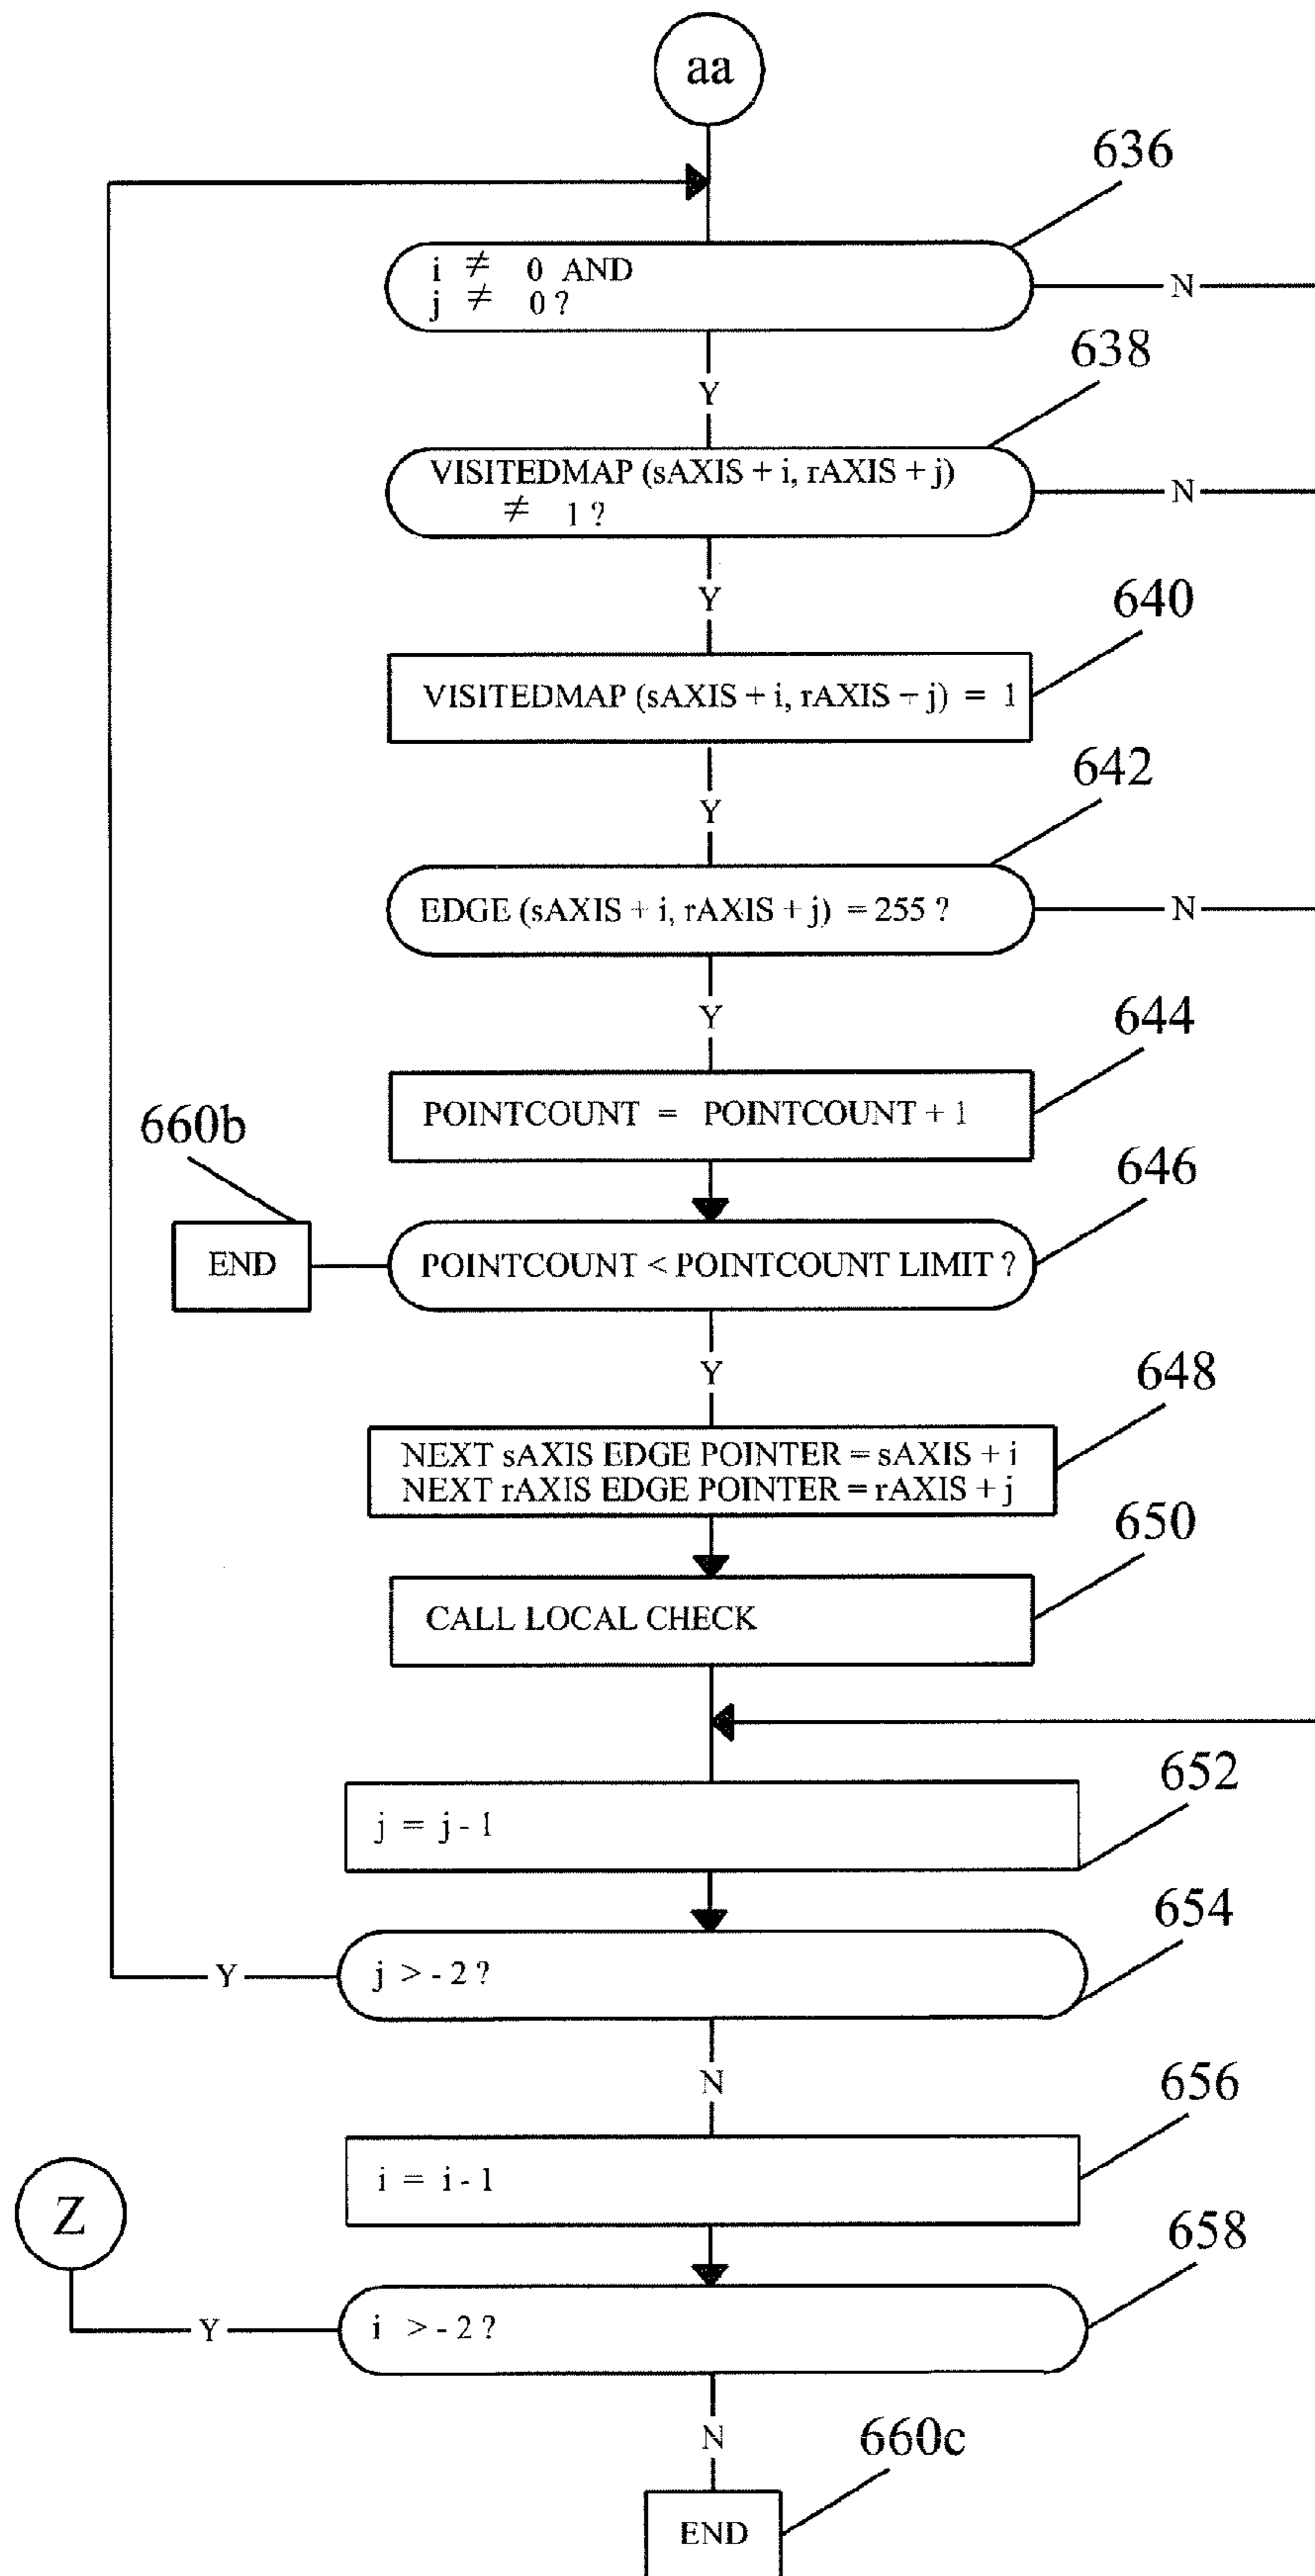 aa
636
i ≠ 0 AND
j ≠ 0 ?
N
638
Y
VISITEDMAP (sAXIS + i, rAXIS + j)
≠ 1 ?
N
Y
640
VISITEDMAP (sAXIS + i, rAXIS + j) = 1
642
Y
EDGE (sAXIS + i, rAXIS + j) = 255 ?
N
Y
644
POINTCOUNT = POINTCOUNT + 1
660b
646
END
POINTCOUNT < POINTCOUNT LIMIT ?
Y
648
NEXT sAXIS EDGE POINTER = sAXIS + i
NEXT rAXIS EDGE POINTER = rAXIS + j
650
CALL LOCAL CHECK
652
j = j - 1
654
j > - 2 ?
Y
N
656
i = i - 1
Z
658
i > - 2 ?
Y
N
660c
END